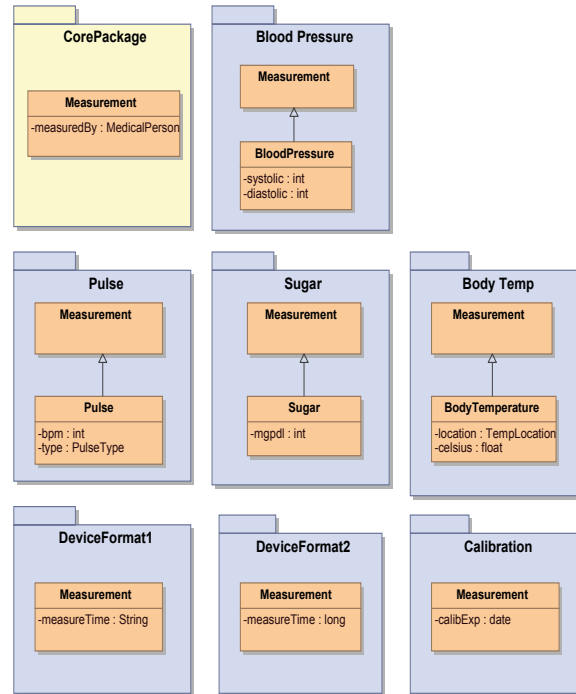 CorePackage
Measurement
-measuredBy : MedicalPerson
Blood Pressure
Measurement
BloodPressure
-systolic : int
-diastolic : int
Pulse
Measurement
Pulse
-bpm : int
-type : PulseType
Sugar
Measurement
Sugar
-mgpdl : int
Body Temp
Measurement
BodyTemperature
-location : TempLocation
-celsius : float
DeviceFormat1
Measurement
-measureTime : String
DeviceFormat2
Measurement
-measureTime : long
Calibration
Measurement
-calibExp : date